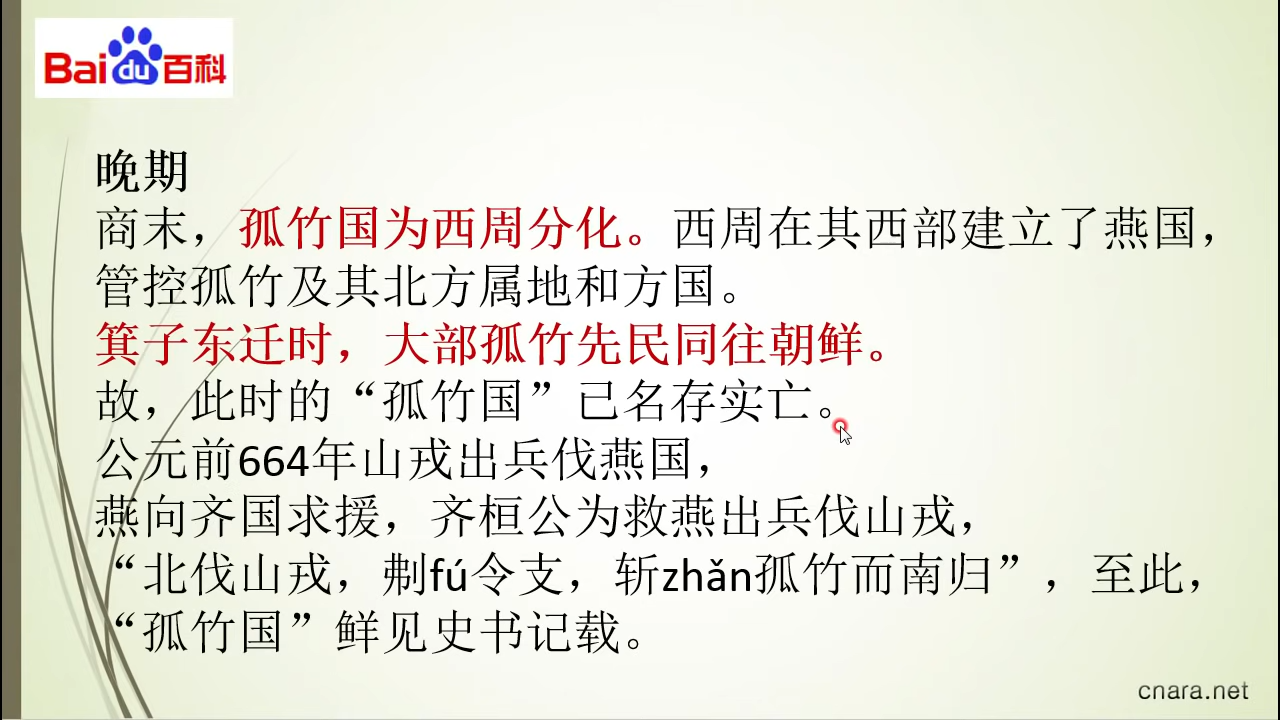 Baidu百科
晚期
商末，孤竹国为西周分化。西周在其西部建立了燕国，
管控孤竹及其北方属地和方国。
箕子东迁时，大部孤竹先民同往朝鲜。
故，此时的“孤竹国”已名存实亡。
公元前664年山戎出兵伐燕国，
燕向齐国求援，齐桓公为救燕出兵伐山戎，
“北伐山戎，刜fú令支，斩zhǎn孤竹而南归”，至此，
“孤竹国”鲜见史书记载。
cnara.net